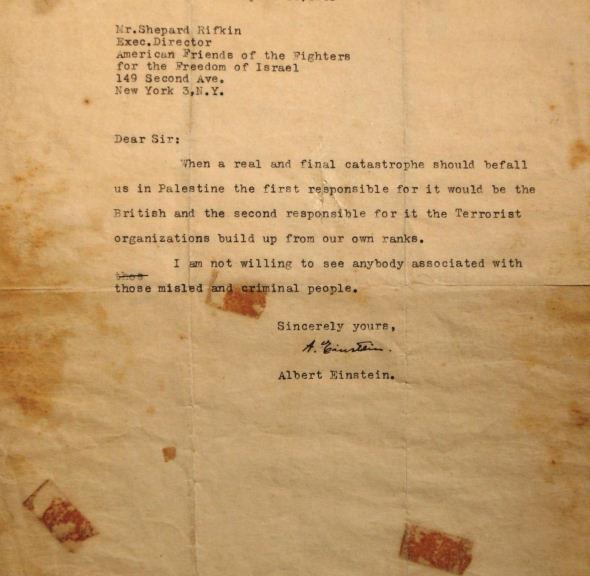 Mr.Shepard Rifkin
Exec.Director
American Friends of the Fighters
for the Freedom of Israel
149 Second Ave.
New York 3,N.Y.
Dear Sir:
When a real and final catastrophe should befall
us in Palestine the first responsible for it would be the
British and the second responsible for it the Terrorist
organizations build up from our own ranks.
I am not willing to see anybody associated with
those misled and criminal people.
Sincerely yours,
A. Einstein.
Albert Einstein.